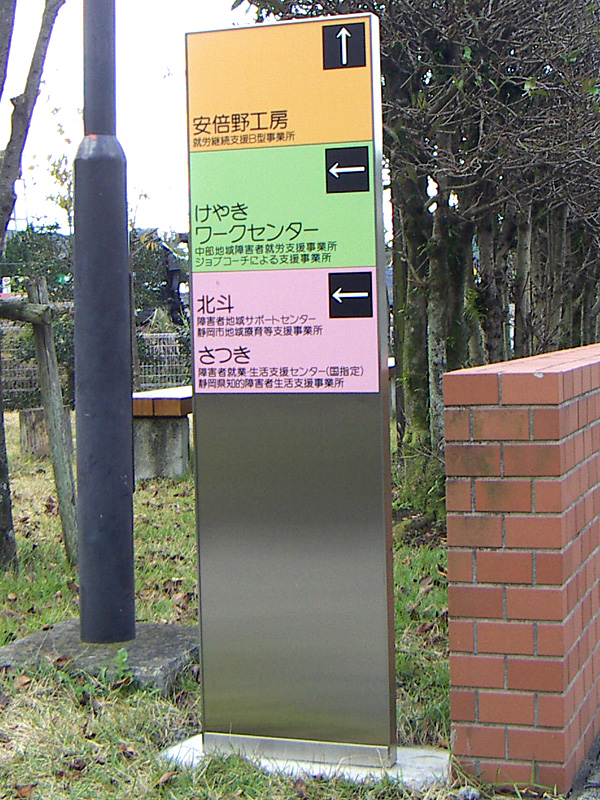 安倍野工房
就労継続支援B型事業所
けやき
ワークセンター
中部地域障害者就労支援事業所
ジョブコーチによる支援事業所
北斗
障害者地域サポートセンター
静岡市地域療育等支援事業所
さつき
障害者就業・生活支援センター(国指定)
静岡県知的障害者生活支援事業所